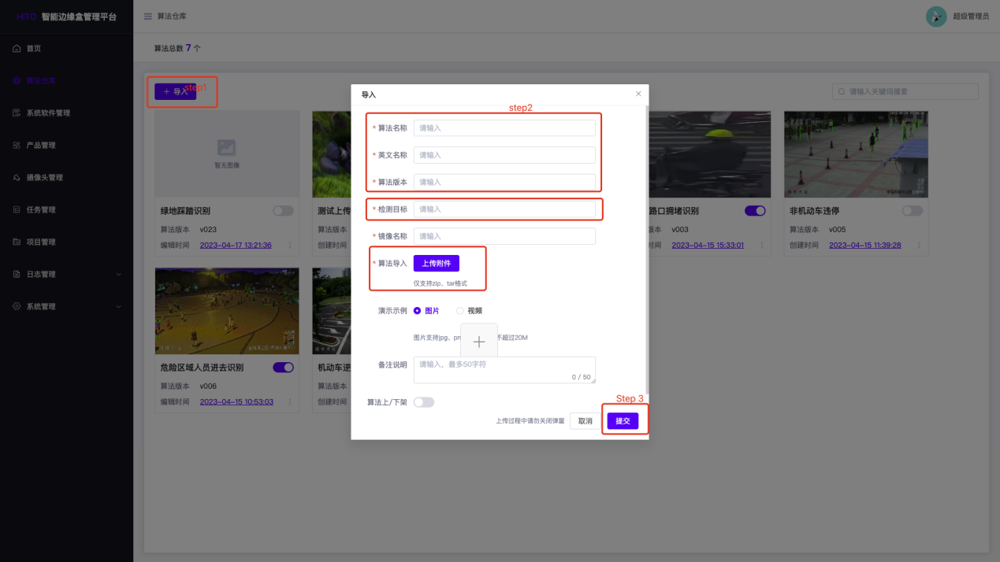 HITO 智能边缘盒管理平台
算法仓库
超级管理员
首页
算法仓库
系统软件管理
产品管理
摄像头管理
任务管理
项目管理
日志管理
系统管理
算法总数 7 个
+ 导入
step1
请输入关键词搜索
暂无图像
绿地踩踏识别
算法版本 v023
编辑时间 2023-04-17 13:21:36
测试上传
算法版本
创建时间
路口拥堵识别
版本 v003
时间 2023-04-15 15:33:01
非机动车违停
算法版本 v005
创建时间 2023-04-15 11:39:28
危险区域人员进去识别
算法版本 v006
编辑时间 2023-04-15 10:53:03
机动车逆
算法版本
创建时间
导入
step2
* 算法名称 请输入
* 英文名称 请输入
* 算法版本 请输入
* 检测目标 请输入
* 镜像名称 请输入
* 算法导入 上传附件
仅支持zip、tar格式
演示示例 图片 视频
图片支持jpg、pn 不超过20M
备注说明 请输入，最多50字符
0 / 50
算法上/下架
Step 3
上传过程中请勿关闭弹窗 取消 提交